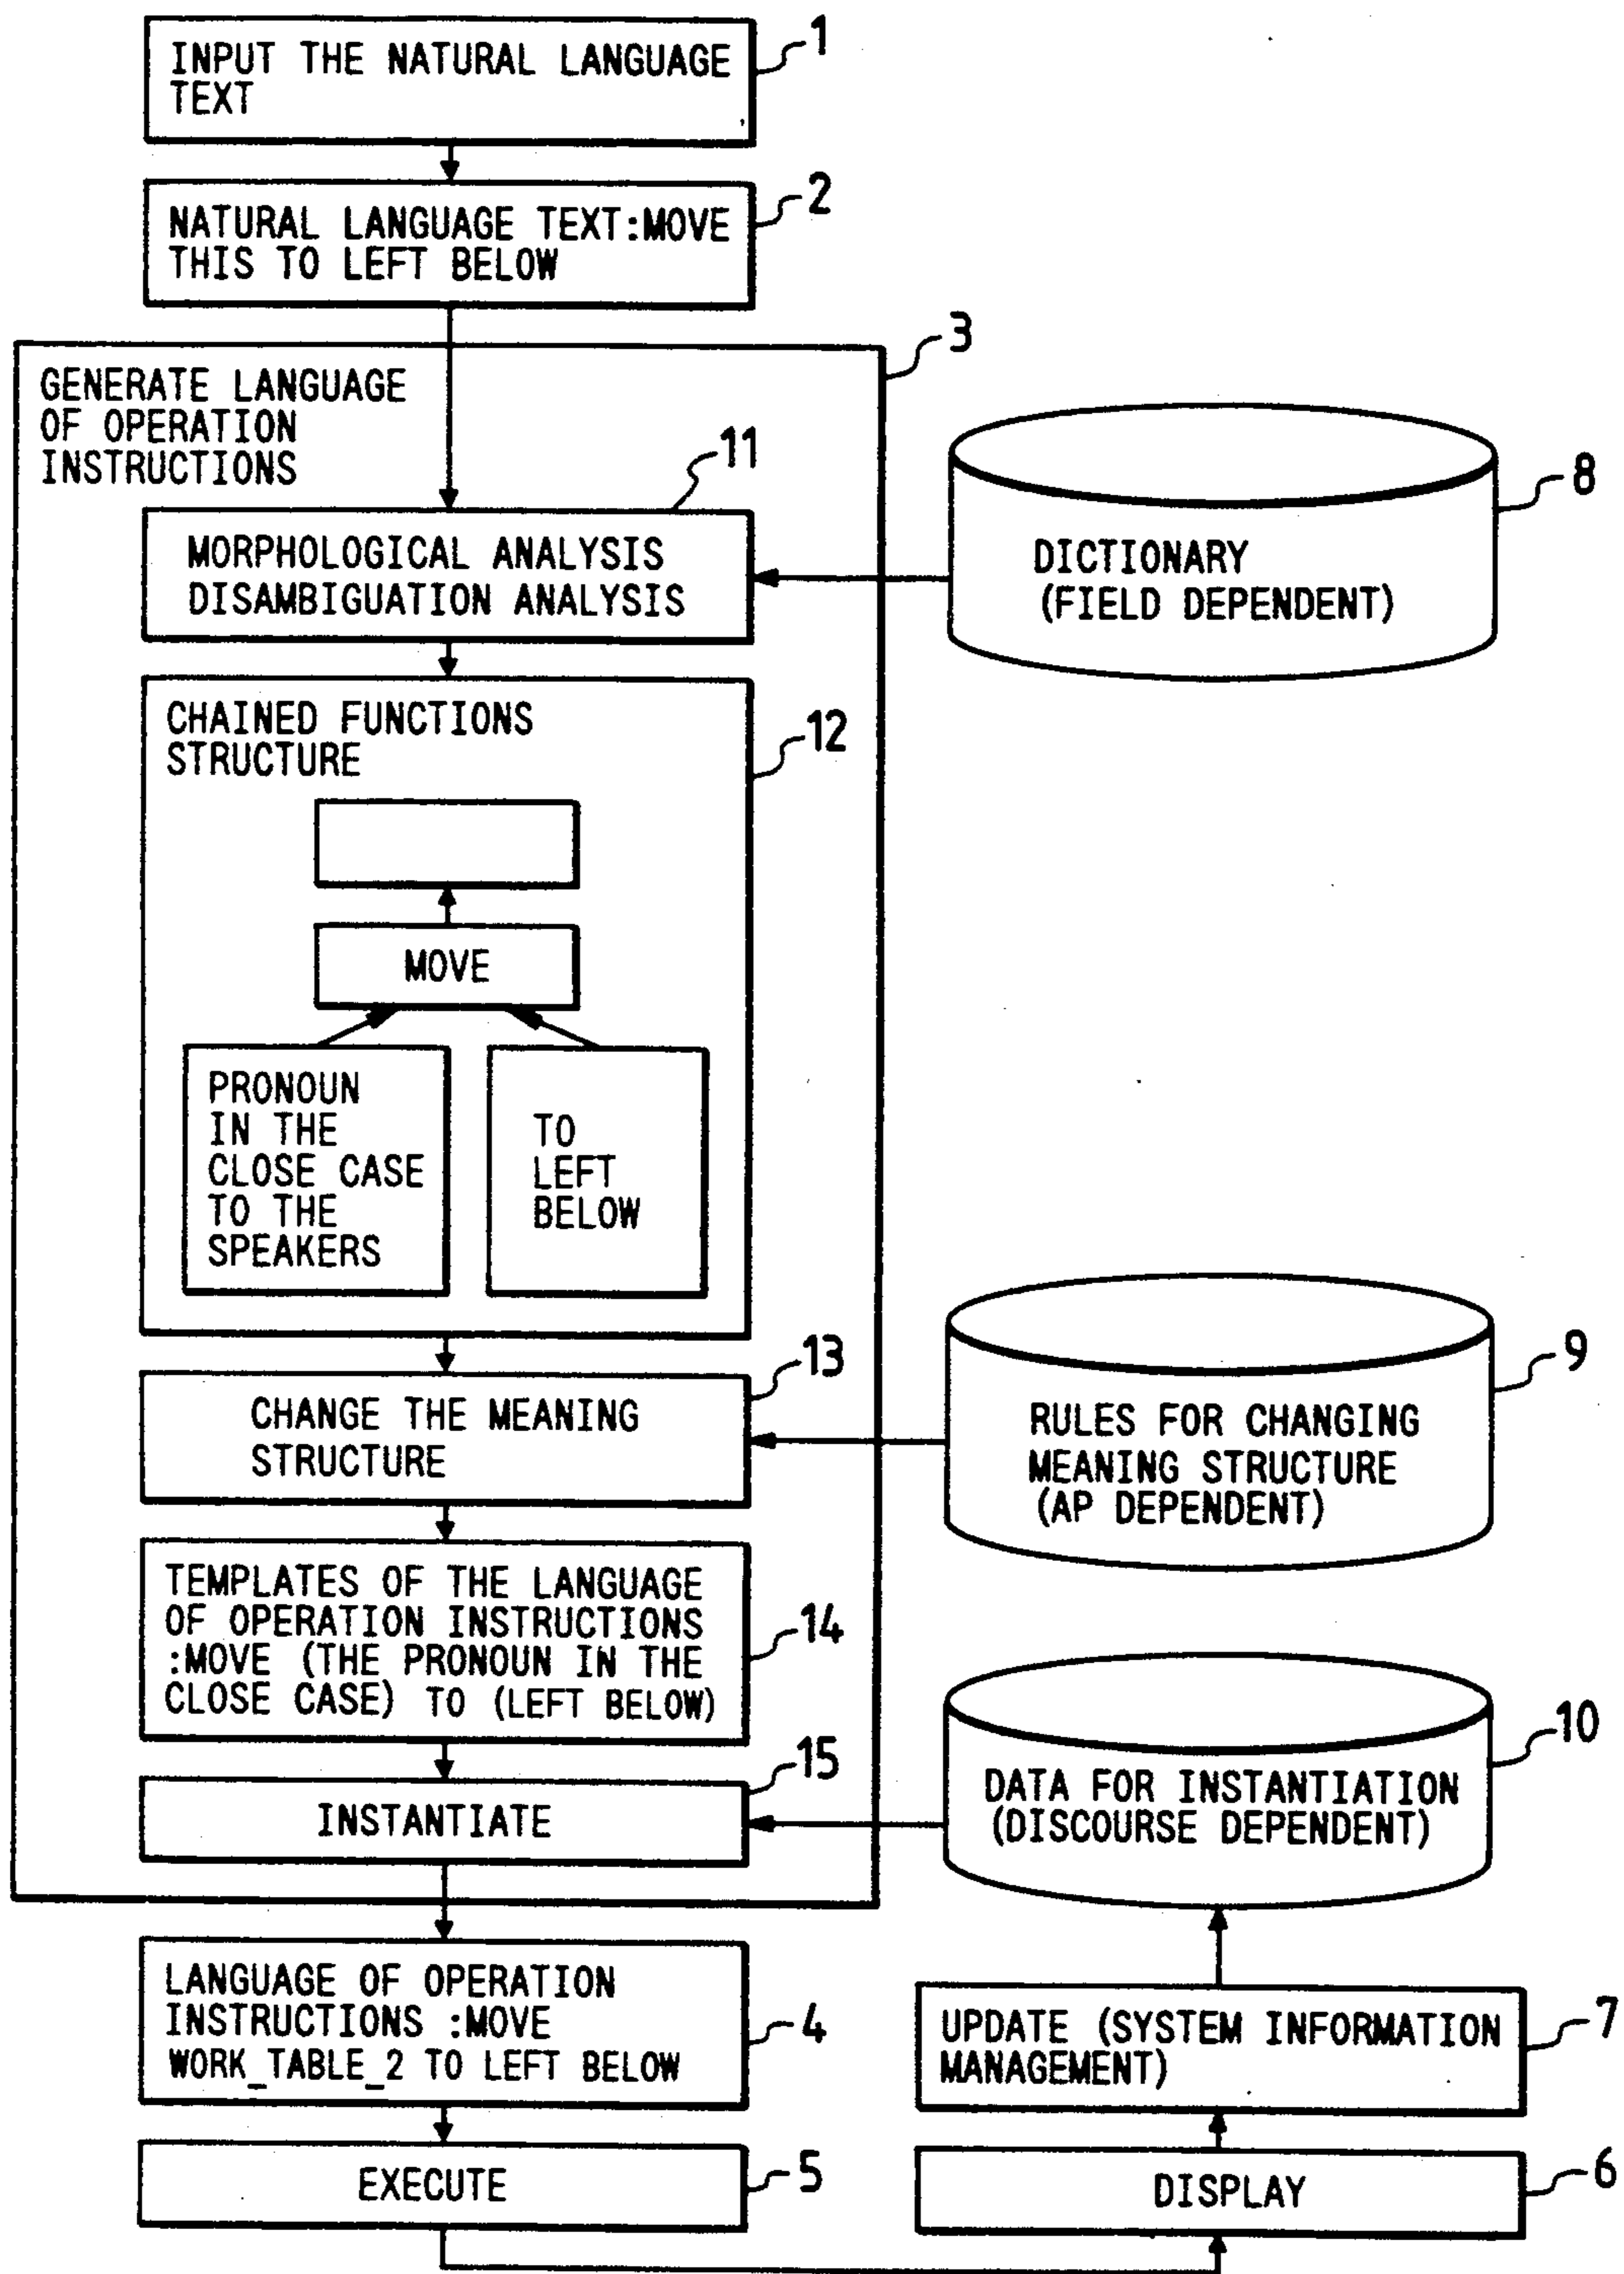 INPUT THE NATURAL LANGUAGE
TEXT
1
NATURAL LANGUAGE TEXT:MOVE
THIS TO LEFT BELOW
2
3
GENERATE LANGUAGE
OF OPERATION
INSTRUCTIONS
11
MORPHOLOGICAL ANALYSIS
DISAMBIGUATION ANALYSIS
DICTIONARY
(FIELD DEPENDENT)
8
CHAINED FUNCTIONS
STRUCTURE
12
MOVE
PRONOUN
IN THE
CLOSE CASE
TO THE
SPEAKERS
TO
LEFT
BELOW
13
CHANGE THE MEANING
STRUCTURE
RULES FOR CHANGING
MEANING STRUCTURE
(AP DEPENDENT)
9
TEMPLATES OF THE LANGUAGE
OF OPERATION INSTRUCTIONS
:MOVE (THE PRONOUN IN THE
CLOSE CASE) TO (LEFT BELOW)
14
15
INSTANTIATE
DATA FOR INSTANTIATION
(DISCOURSE DEPENDENT)
10
LANGUAGE OF OPERATION
INSTRUCTIONS :MOVE
WORK_TABLE_2 TO LEFT BELOW
4
UPDATE (SYSTEM INFORMATION
MANAGEMENT)
7
EXECUTE
5
DISPLAY
6